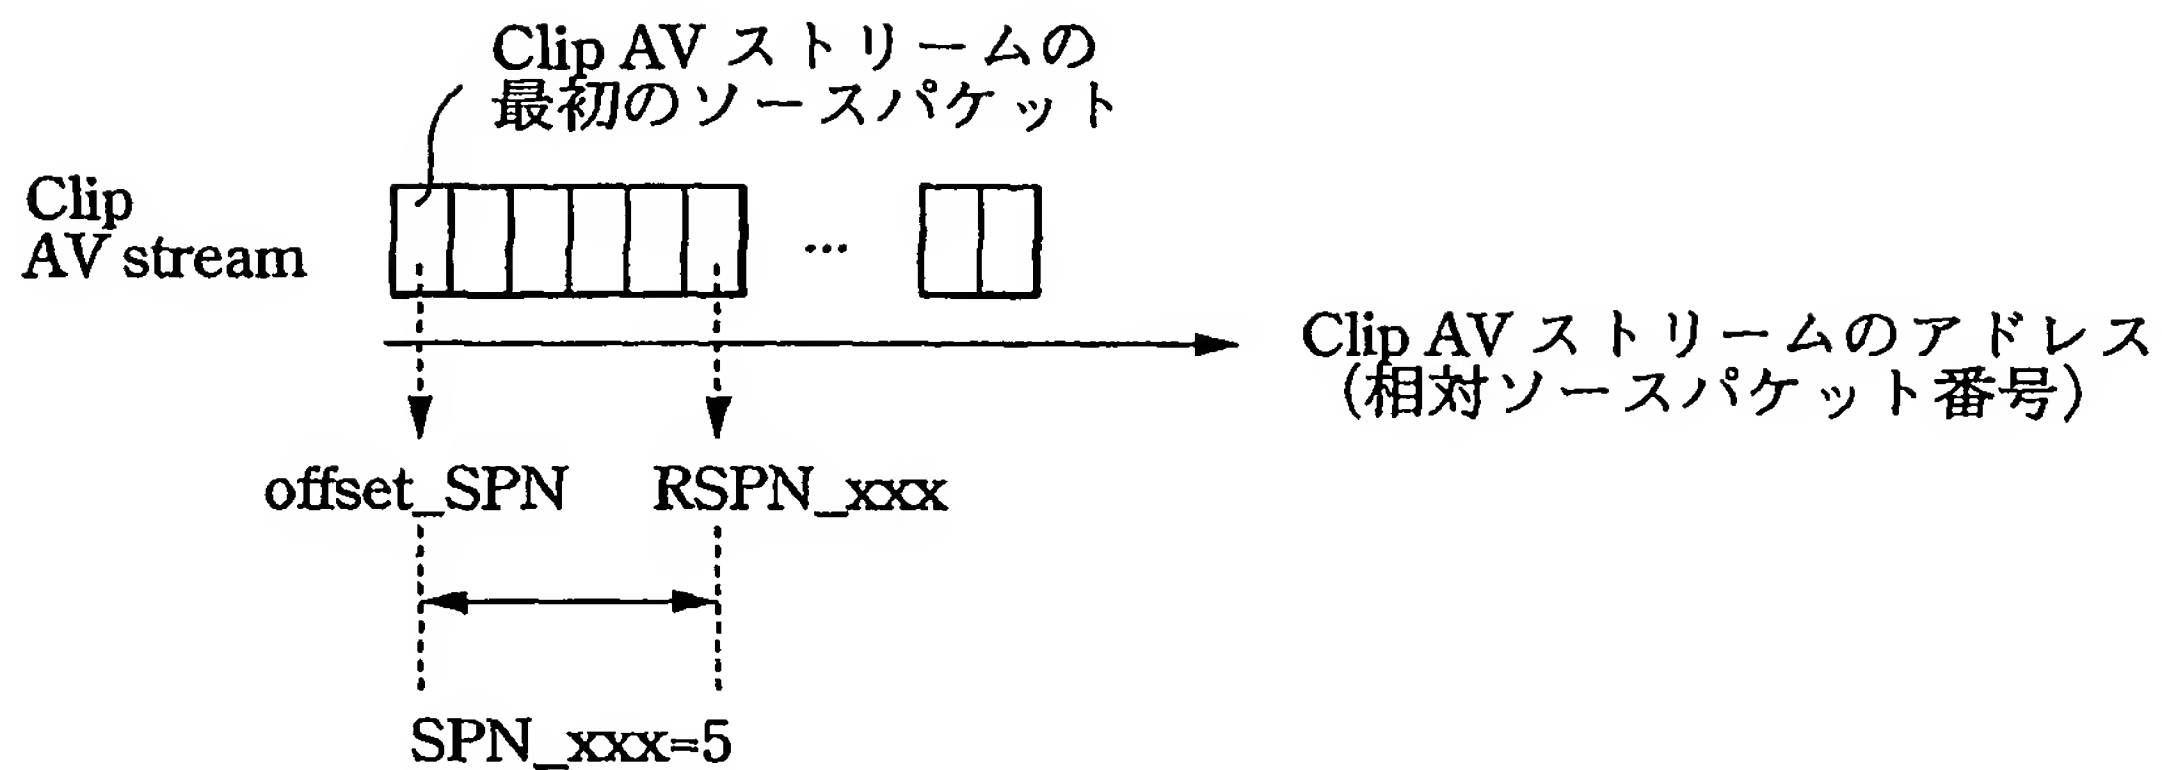 Clip AV ストリームの
最初のソースパケット
Clip
AV stream
...
Clip AV ストリームのアドレス
(相対ソースパケット番号)
offset_SPN
RSPN_xxx
SPN_xxx=5